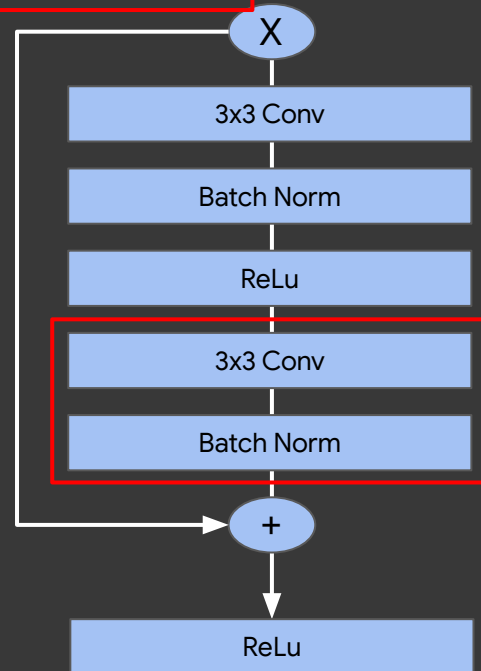 X
3x3 Conv
Batch Norm
ReLu
3x3 Conv
Batch Norm
+
ReLu